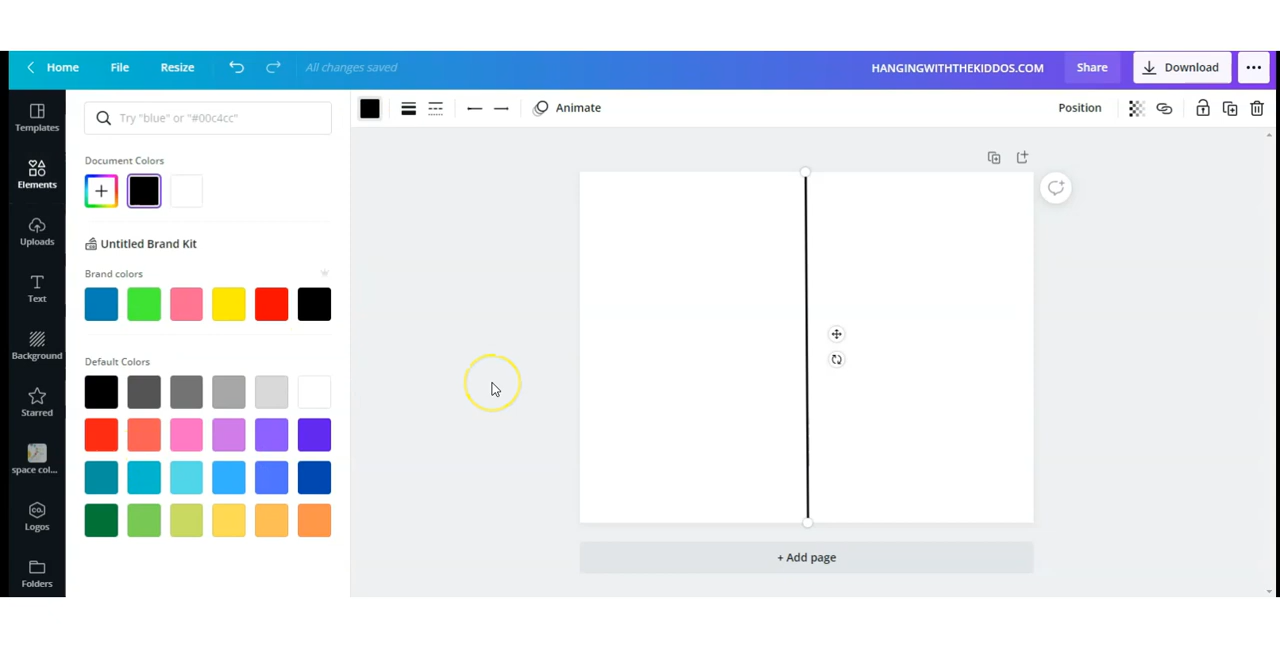 Home File Resize All changes saved HANGINGWITHTHEKIDDOS.COM Share Download
Templates
Elements
Uploads
Text
Background
Starred
space col...
CO.
Logos
Folders
Try "blue" or "#00c4cc"
Document Colors
Untitled Brand Kit
Brand colors
Default Colors
Animate Position
+ Add page